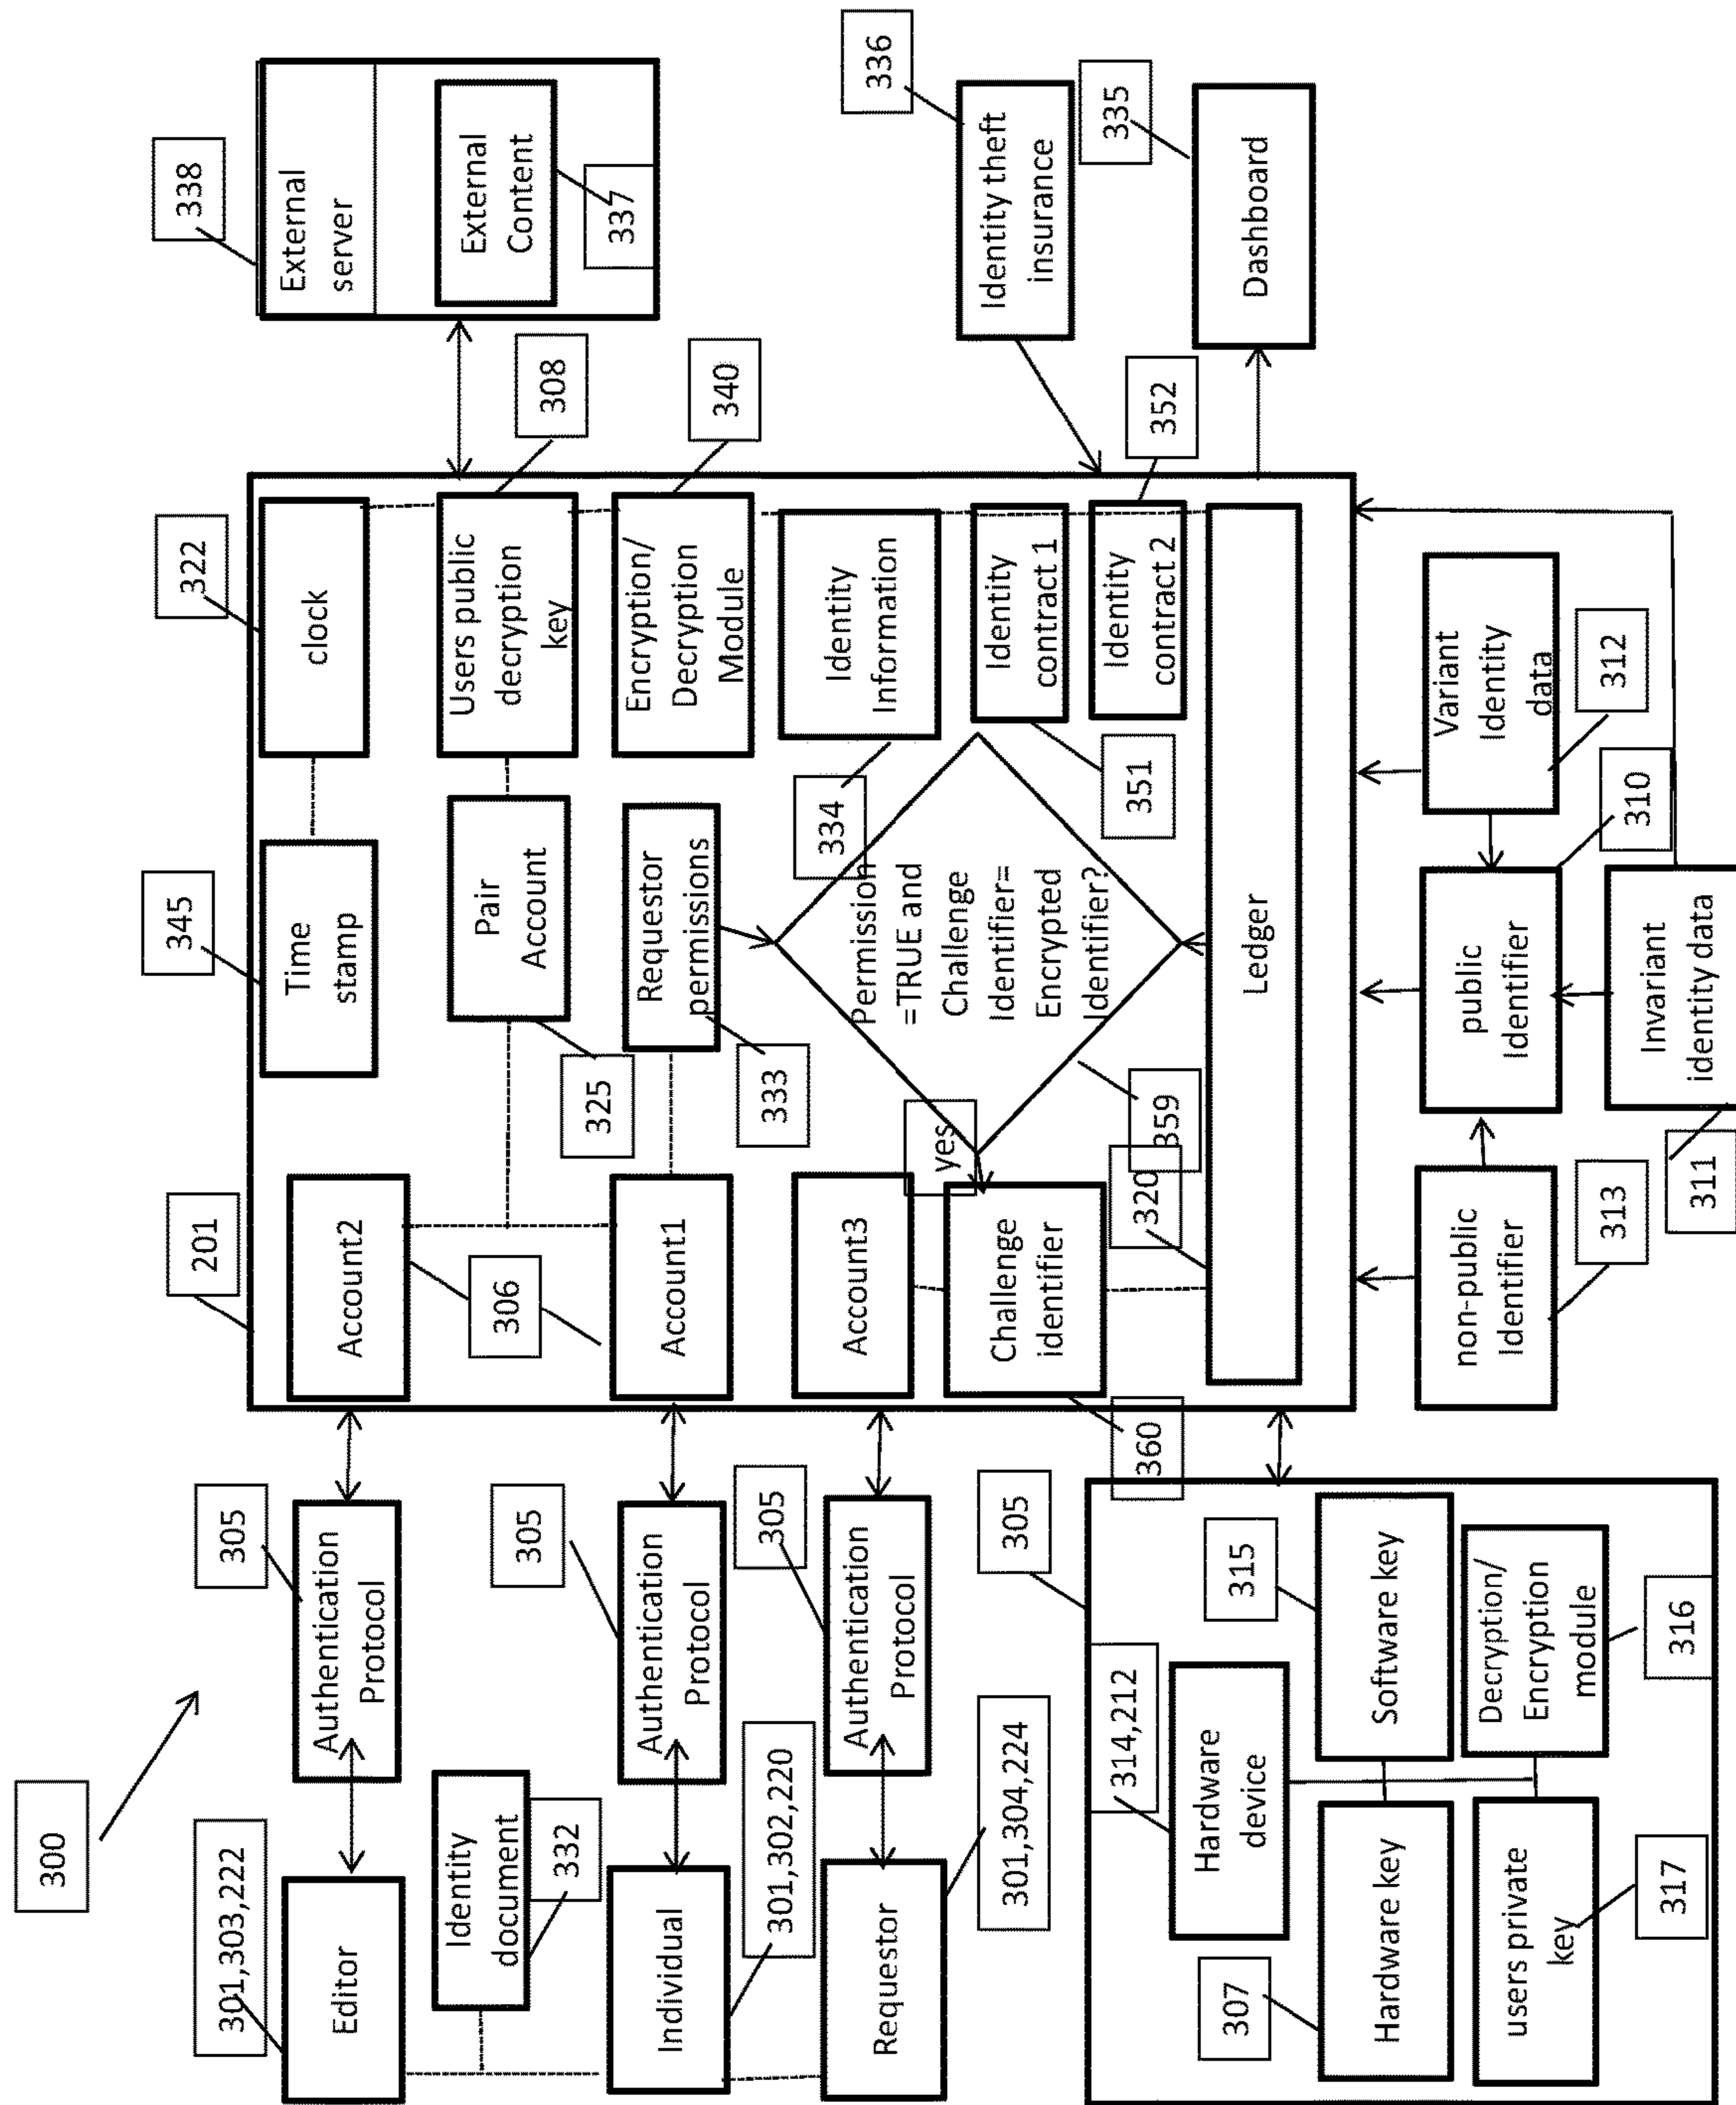 300
301,303,222
Editor
305
Authentication
Protocol
Identity
document
332
Individual
301,302,220
305
Authentication
Protocol
Requestor
301,304,224
305
Authentication
Protocol
305
314,212
Hardware
device
307
Hardware key
315
Software key
users private
key
317
Decryption/
Encryption
module
316
201
Account2
306
Account1
Account3
360
Challenge
identifier
yes
345
Time
stamp
322
clock
Pair
Account
325
Users public
decryption
key
308
Requestor
permissions
333
Encryption/
Decryption
Module
340
334
Identity
Information
Permission
=TRUE and
Challenge
Identifier=
Encrypted
Identifier?
359
351
Identity
contract 1
Identity
contract 2
352
320
Ledger
338
External
server
External
Content
337
336
Identity theft
insurance
335
Dashboard
non-public
Identifier
313
public
Identifier
310
Variant
Identity
data
312
311
Invariant
identity data